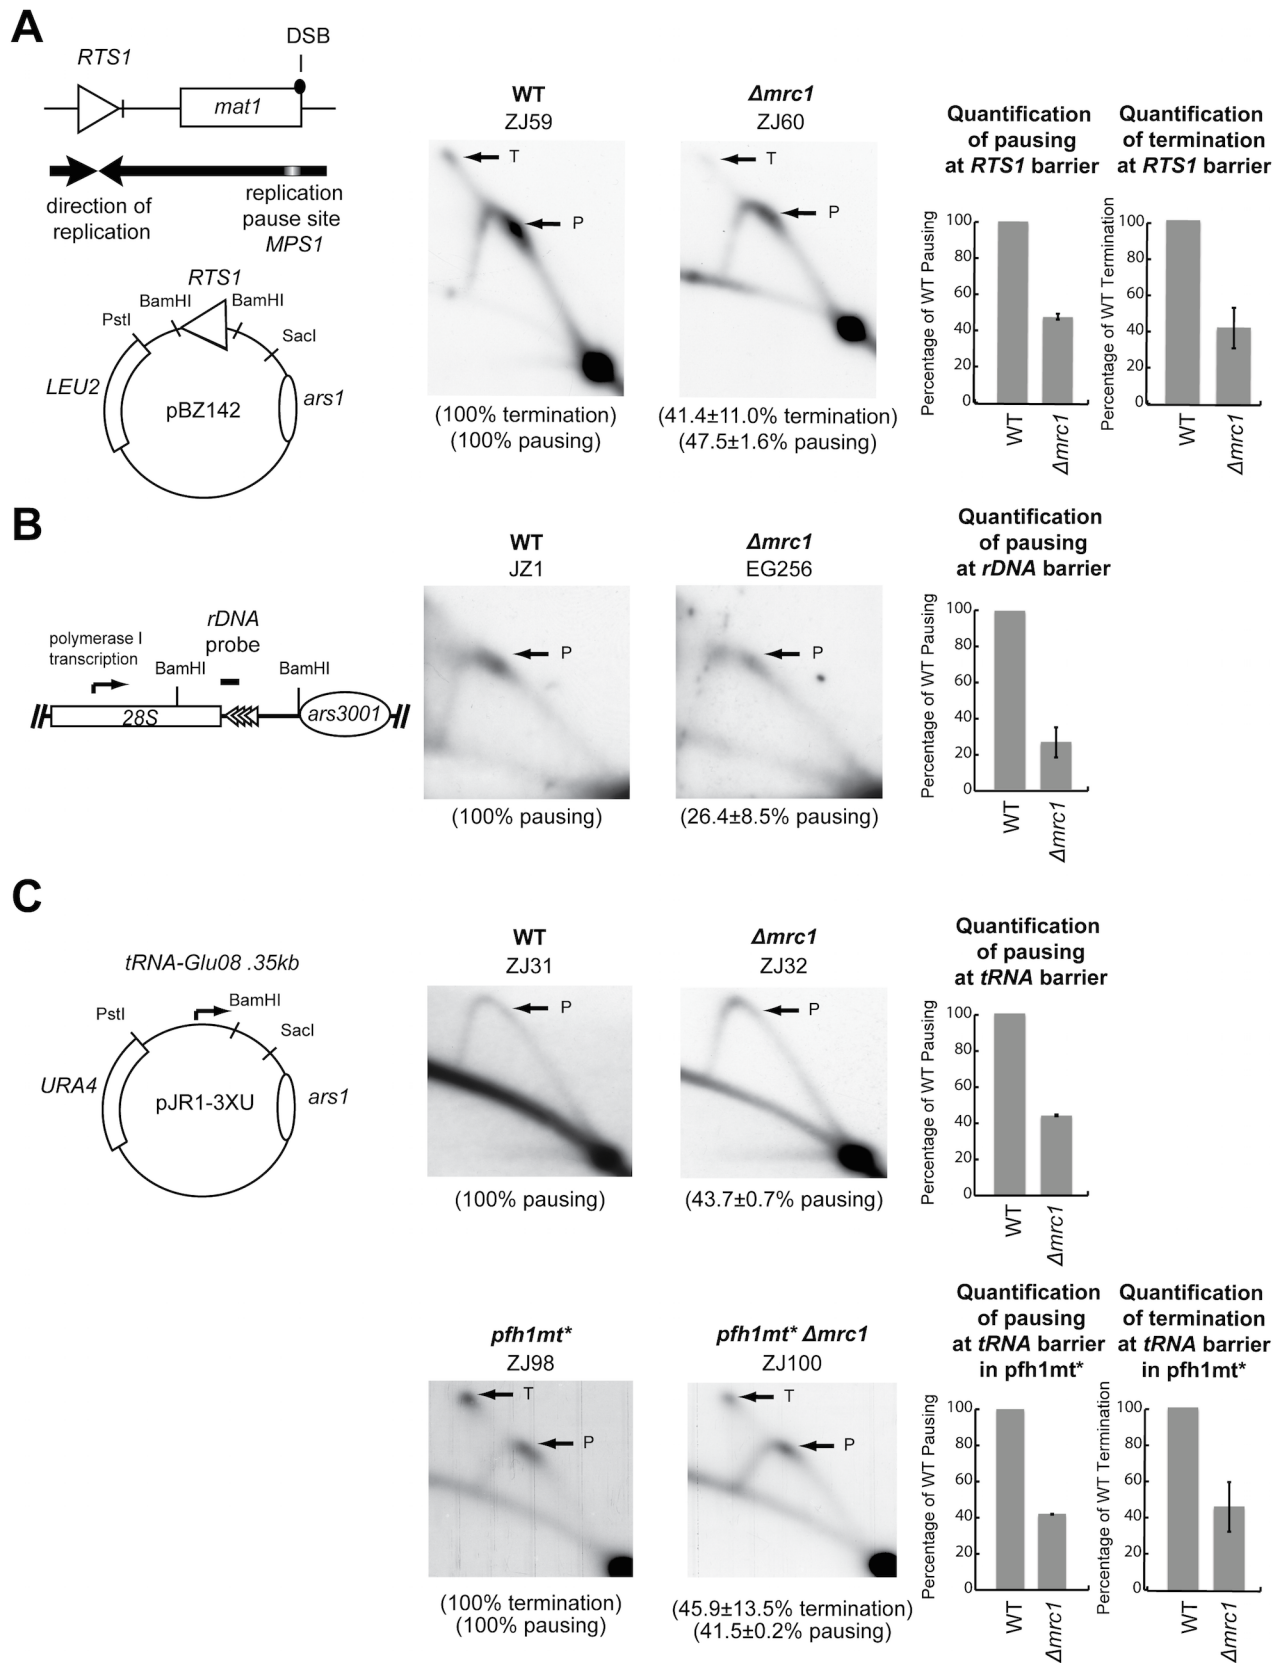 A
DSB
RTS1
mat1
direction of
replication
replication
pause site
MPS1
RTS1
BamHI
BamHI
PstI
SacI
LEU2
pBZ142
ars1
WT
ZJ59
T
P
(100% termination)
(100% pausing)
Δmrc1
ZJ60
T
P
(41.4±11.0% termination)
(47.5±1.6% pausing)
Quantification
of pausing
at RTS1 barrier
Percentage of WT Pausing
100
80
60
40
20
0
WT
Δmrc1
Quantification
of termination
at RTS1 barrier
Percentage of WT Termination
100
80
60
40
20
0
WT
Δmrc1
B
polymerase I
transcription
BamHI
rDNA
probe
BamHI
28S
ars3001
WT
JZ1
P
(100% pausing)
Δmrc1
EG256
P
(26.4±8.5% pausing)
Quantification
of pausing
at rDNA barrier
Percentage of WT Pausing
100
80
60
40
20
0
WT
Δmrc1
C
tRNA-Glu08 .35kb
BamHI
PstI
SacI
URA4
pJR1-3XU
ars1
WT
ZJ31
P
(100% pausing)
Δmrc1
ZJ32
P
(43.7±0.7% pausing)
Quantification
of pausing
at tRNA barrier
Percentage of WT Pausing
100
80
60
40
20
0
WT
Δmrc1
pfh1mt*
ZJ98
T
P
(100% termination)
(100% pausing)
pfh1mt* Δmrc1
ZJ100
T
P
(45.9±13.5% termination)
(41.5±0.2% pausing)
Quantification
of pausing
at tRNA barrier
in pfh1mt*
Percentage of WT Pausing
100
80
60
40
20
0
WT
Δmrc1
Quantification
of termination
at tRNA barrier
in pfh1mt*
Percentage of WT Termination
100
80
60
40
20
0
WT
Δmrc1